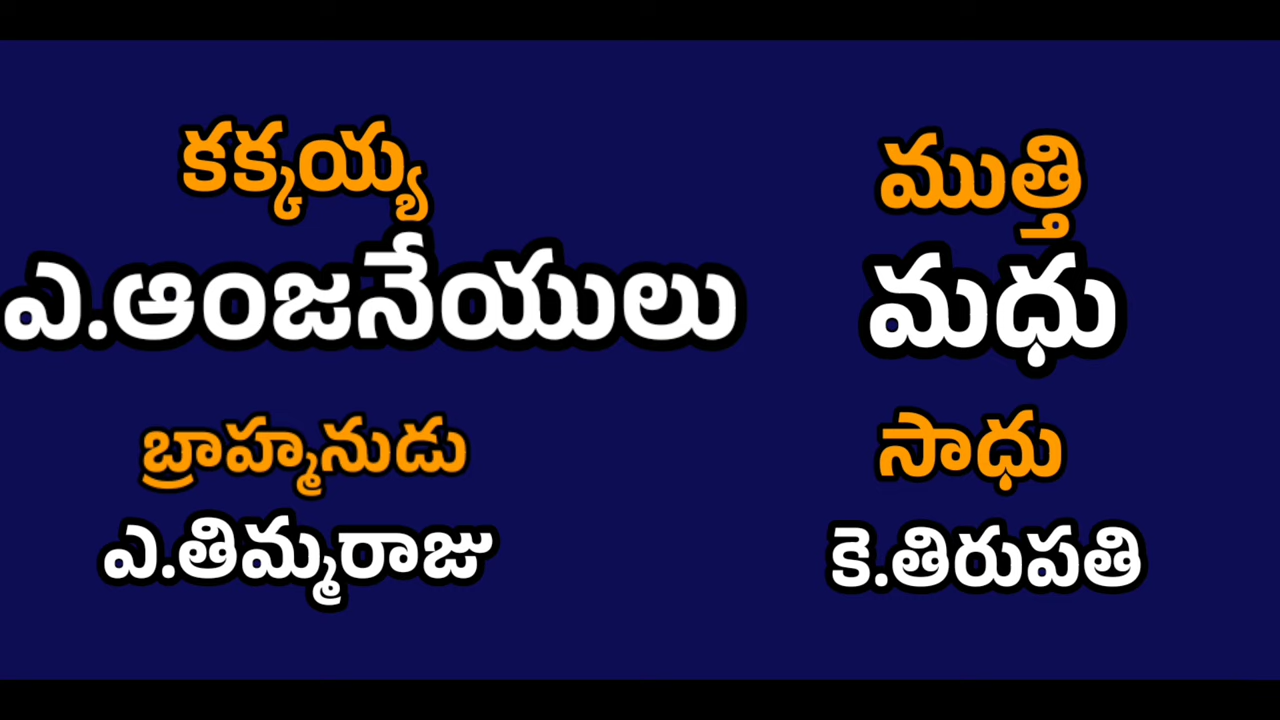 కక్కయ్య
ఎ.ఆంజనేయులు
ముత్తి
మధు
బ్రాహ్మనుడు
ఎ.తిమ్మరాజు
సాధు
కె.తిరుపతి